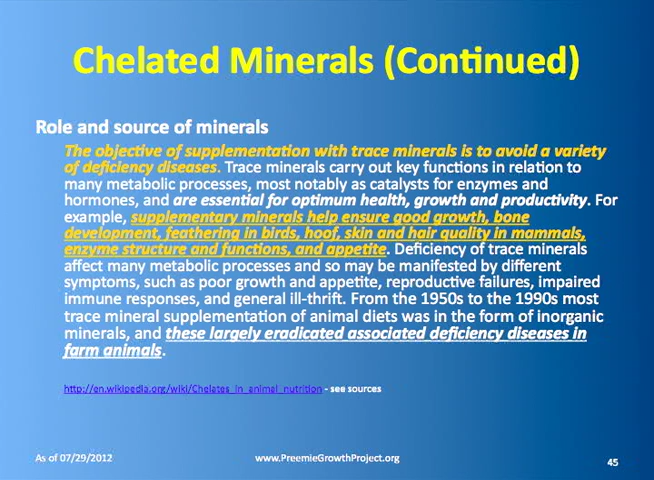 Chelated Minerals (Continued)
Role and source of minerals
The objective of supplementation with trace minerals is to avoid a variety
of deficiency diseases. Trace minerals carry out key functions in relation to
many metabolic processes, most notably as catalysts for enzymes and
hormones, and are essential for optimum health, growth and productivity. For
example, supplementary minerals help ensure good growth, bone
development, feathering in birds, hoof, skin and hair quality in mammals,
enzyme structure and functions, and appetite. Deficiency of trace minerals
affect many metabolic processes and so may be manifested by different
symptoms, such as poor growth and appetite, reproductive failures, impaired
immune responses, and general ill-thrift. From the 1950s to the 1990s most
trace mineral supplementation of animal diets was in the form of inorganic
minerals, and these largely eradicated associated deficiency diseases in
farm animals.
http://en.wikipedia.org/wiki/Chelates_in_animal_nutrition - see sources
As of 07/29/2012
www.PreemieGrowthProject.org
45